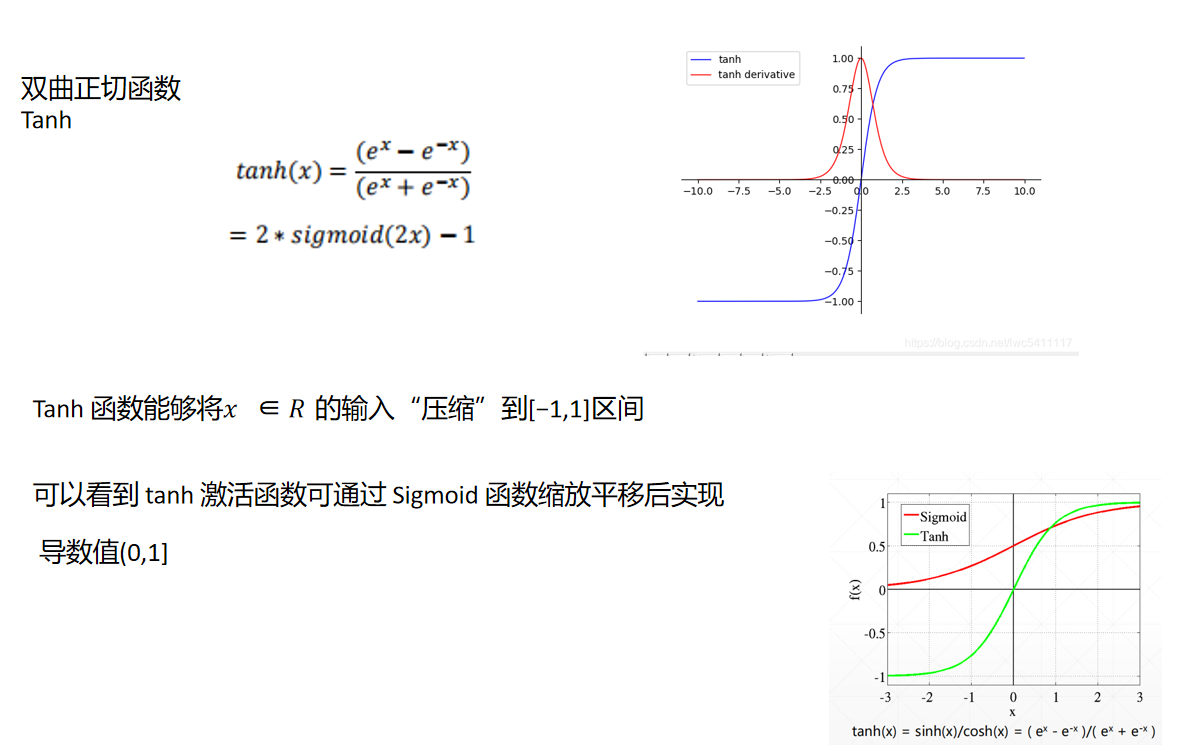 双曲正切函数
Tanh
tanh(x) = (eˣ − e⁻ˣ) / (eˣ + e⁻ˣ)
= 2 * sigmoid(2x) − 1
tanh
tanh derivative
1.00
0.75
0.50
0.25
0.00
−10.0 −7.5 −5.0 −2.5 0.0 2.5 5.0 7.5 10.0
−0.25
−0.50
−0.75
−1.00
https://blog.csdn.net/lwc5411117
Tanh 函数能够将x ∈ R 的输入“压缩”到[−1,1]区间
可以看到 tanh 激活函数可通过 Sigmoid 函数缩放平移后实现
导数值(0,1]
Sigmoid
Tanh
1
0.5
0
-0.5
-1
f(x)
-3 -2 -1 0 1 2 3
x
tanh(x) = sinh(x)/cosh(x) = ( eˣ - e⁻ˣ )/( eˣ + e⁻ˣ )